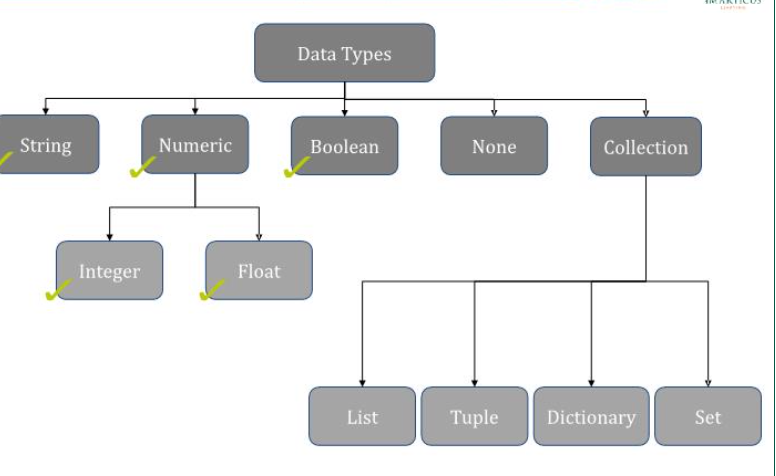 Data Types
String
Numeric
Boolean
None
Collection
Integer
Float
List
Tuple
Dictionary
Set